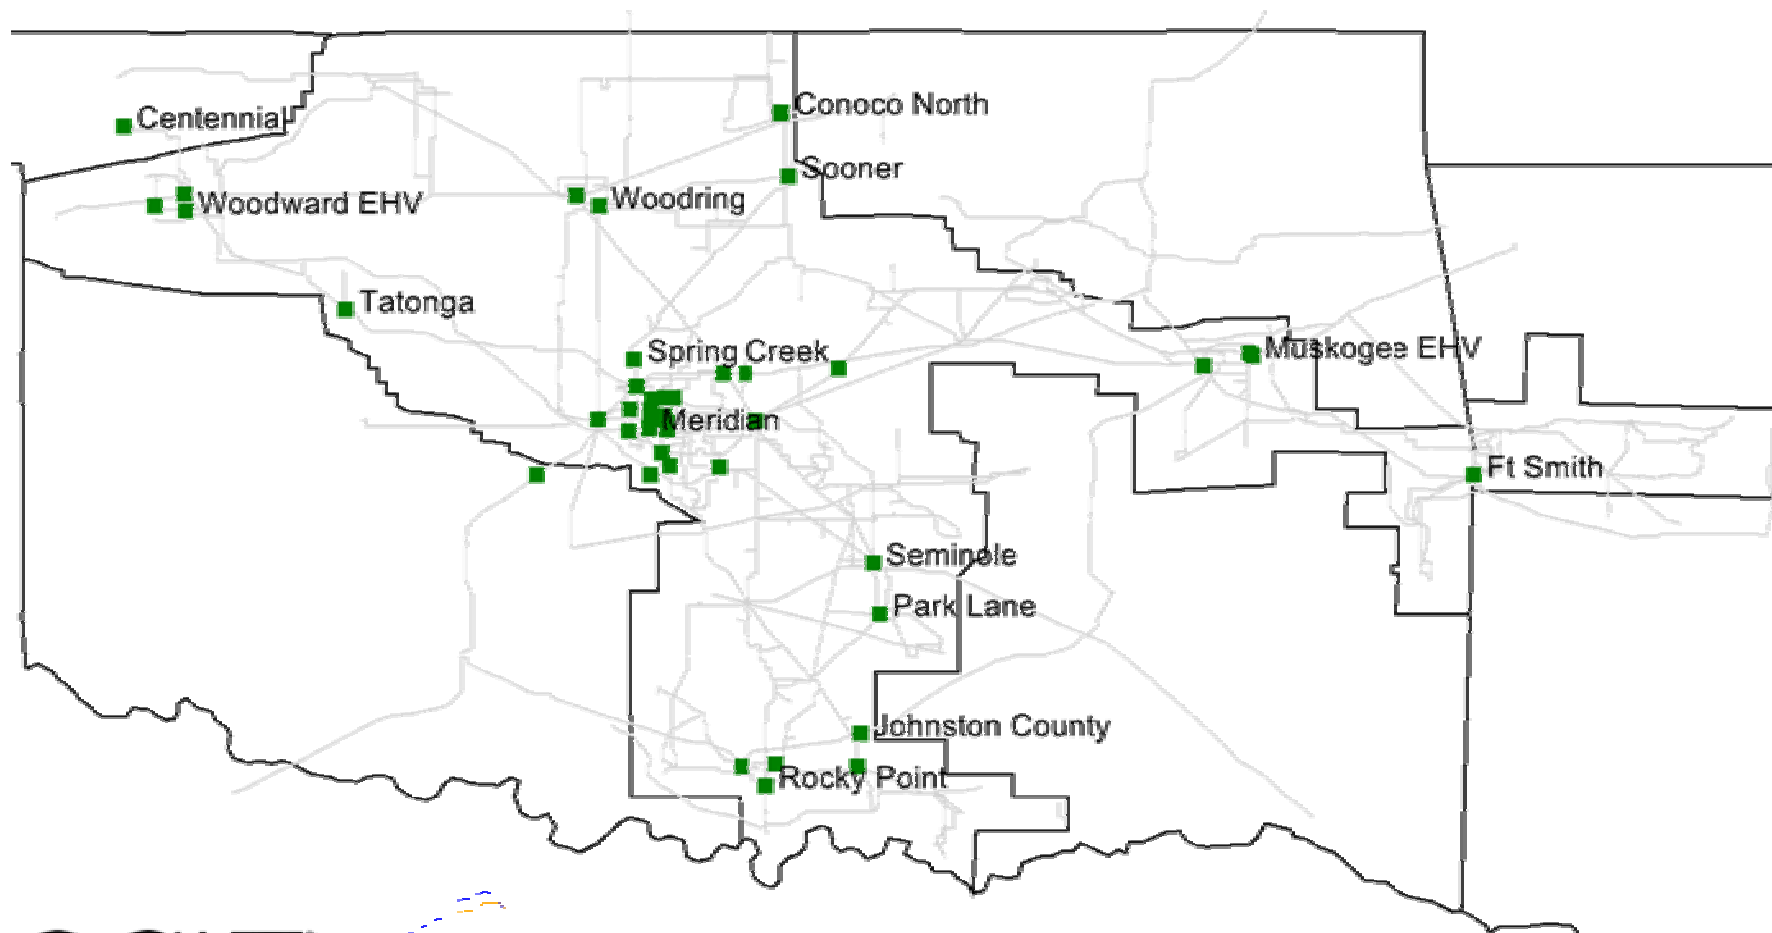 Conoco North
Centennial
Sooner
Woodring
Woodward EHV
Tatonga
Spring Creek
Muskogee EHV
Meridian
Ft Smith
Seminole
Park Lane
Johnston County
Rocky Point